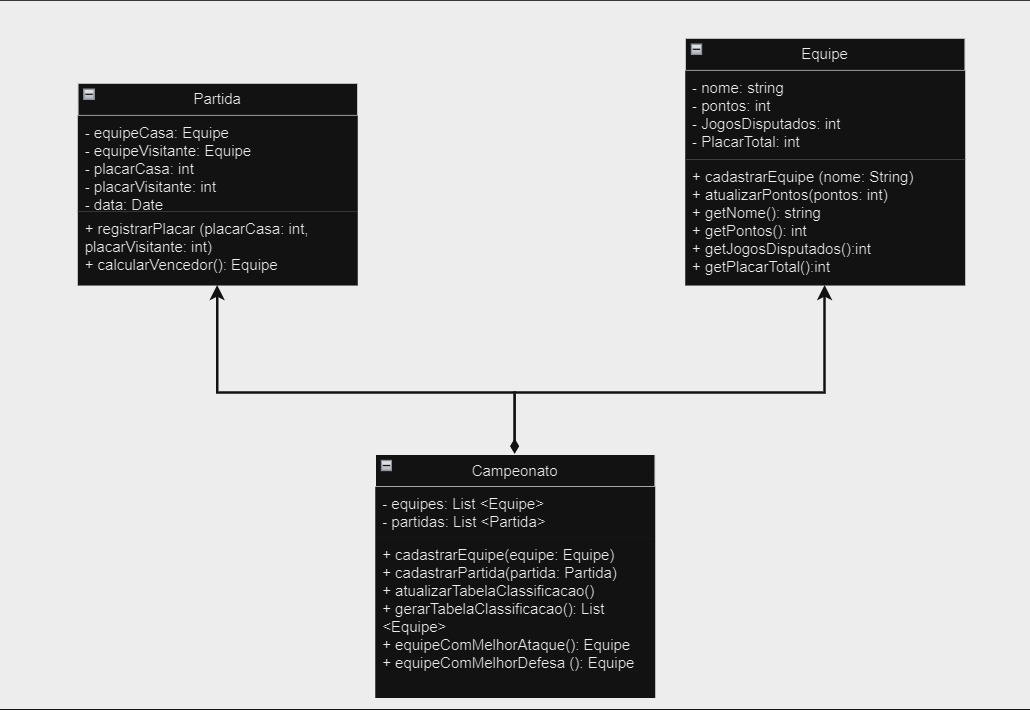 Partida
- equipeCasa: Equipe
- equipeVisitante: Equipe
- placarCasa: int
- placarVisitante: int
- data: Date
+ registrarPlacar (placarCasa: int,
placarVisitante: int)
+ calcularVencedor(): Equipe
Equipe
- nome: string
- pontos: int
- JogosDisputados: int
- PlacarTotal: int
+ cadastrarEquipe (nome: String)
+ atualizarPontos(pontos: int)
+ getNome(): string
+ getPontos(): int
+ getJogosDisputados():int
+ getPlacarTotal():int
Campeonato
- equipes: List <Equipe>
- partidas: List <Partida>
+ cadastrarEquipe(equipe: Equipe)
+ cadastrarPartida(partida: Partida)
+ atualizarTabelaClassificacao()
+ gerarTabelaClassificacao(): List
<Equipe>
+ equipeComMelhorAtaque(): Equipe
+ equipeComMelhorDefesa (): Equipe